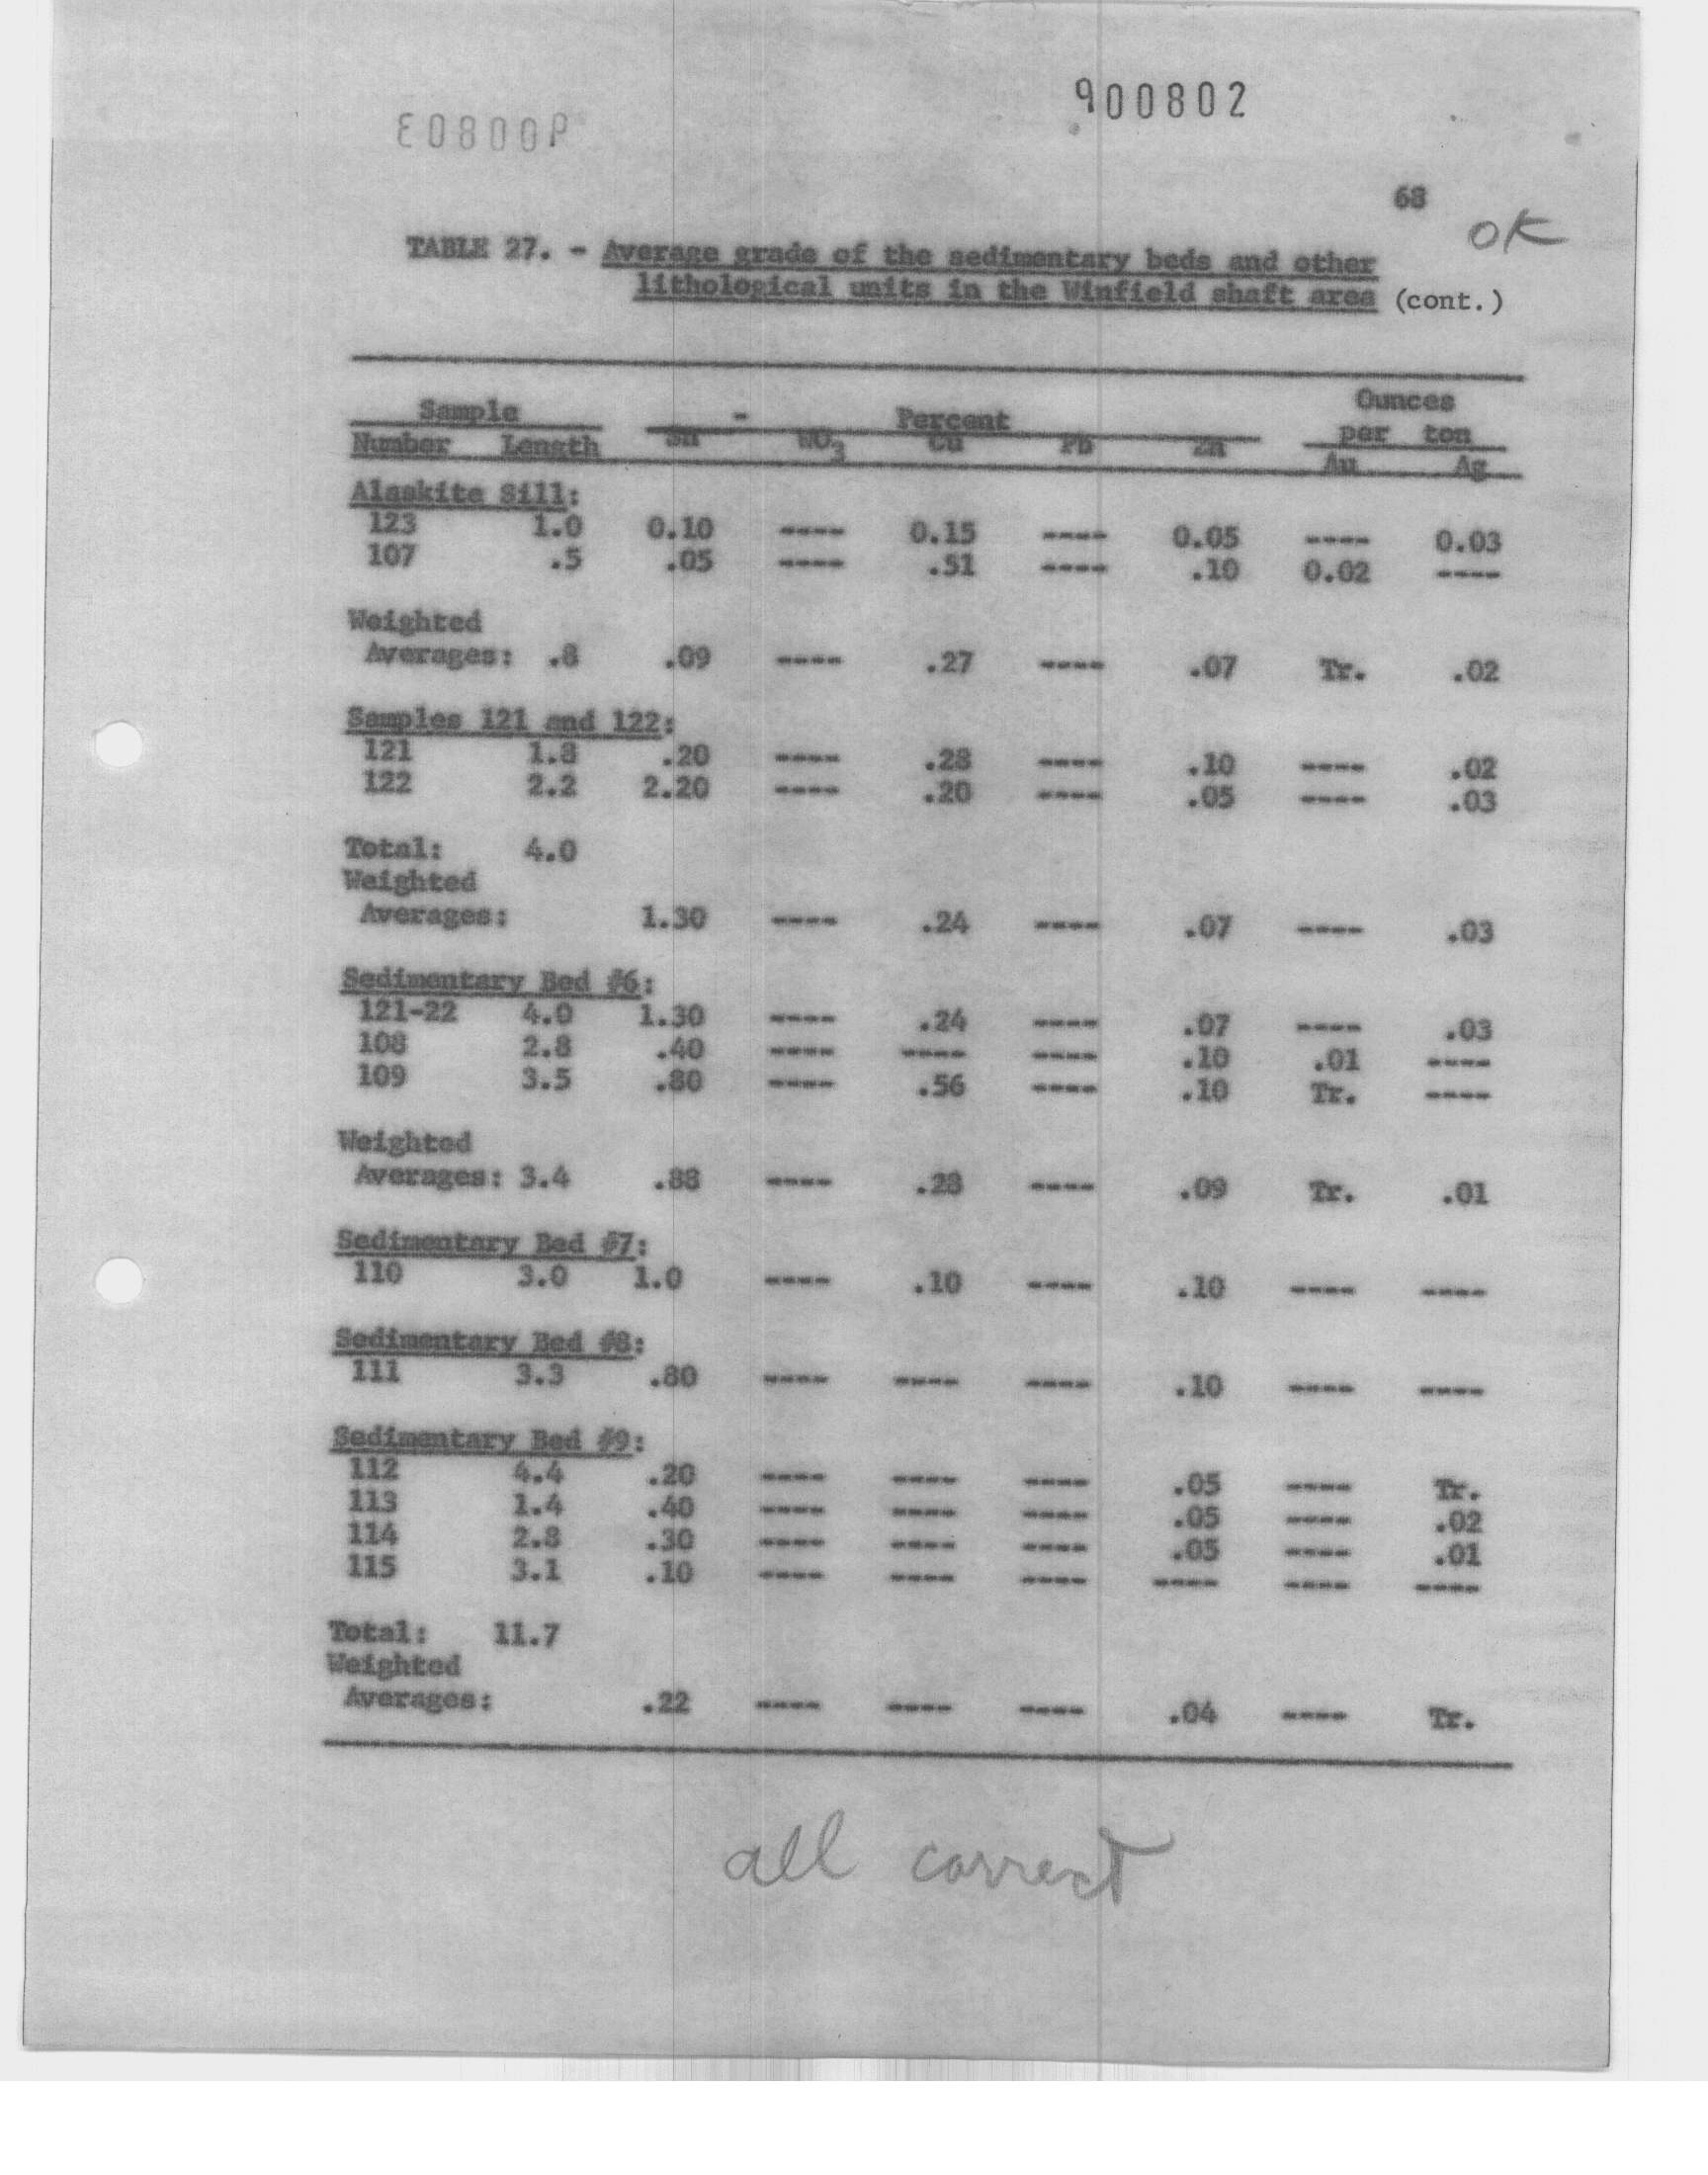 900802
900803
68
OK
TABLE 27. - Average grade of the sedimentary beds and other
lithological units in the Winfield shaft area (cont.)
Sample - Percent Ounces per ton
Number Length Sn WO3 Cu Pb Zn Au Ag
Alaskite Sill:
123 1.0 0.10 ---- 0.15 ---- 0.05 ---- 0.03
107 .5 .05 ---- .51 ---- .10 0.02 ----
Weighted
Averages: .8 .09 ---- .27 ---- .07 Tr. .02
Samples 121 and 122:
121 1.8 .20 ---- .28 ---- .10 ---- .02
122 2.2 2.20 ---- .20 ---- .05 ---- .03
Total: 4.0
Weighted
Averages: 1.30 ---- .24 ---- .07 ---- .03
Sedimentary Bed #6:
121-22 4.0 1.30 ---- .24 ---- .07 ---- .03
108 2.8 .40 ---- ---- ---- .10 .01 ----
109 3.5 .80 ---- .56 ---- .10 Tr. ----
Weighted
Averages: 3.4 .88 ---- .28 ---- .09 Tr. .01
Sedimentary Bed #7:
110 3.0 1.0 ---- .10 ---- .10 ---- ----
Sedimentary Bed #8:
111 3.3 .80 ---- ---- ---- .10 ---- ----
Sedimentary Bed #9:
112 4.4 .20 ---- ---- ---- .05 ---- Tr.
113 1.4 .40 ---- ---- ---- .05 ---- .02
114 2.8 .30 ---- ---- ---- .05 ---- .01
115 3.1 .10 ---- ---- ---- ---- ---- ----
Total: 11.7
Weighted
Averages: .22 ---- ---- ---- .04 ---- Tr.
all correct